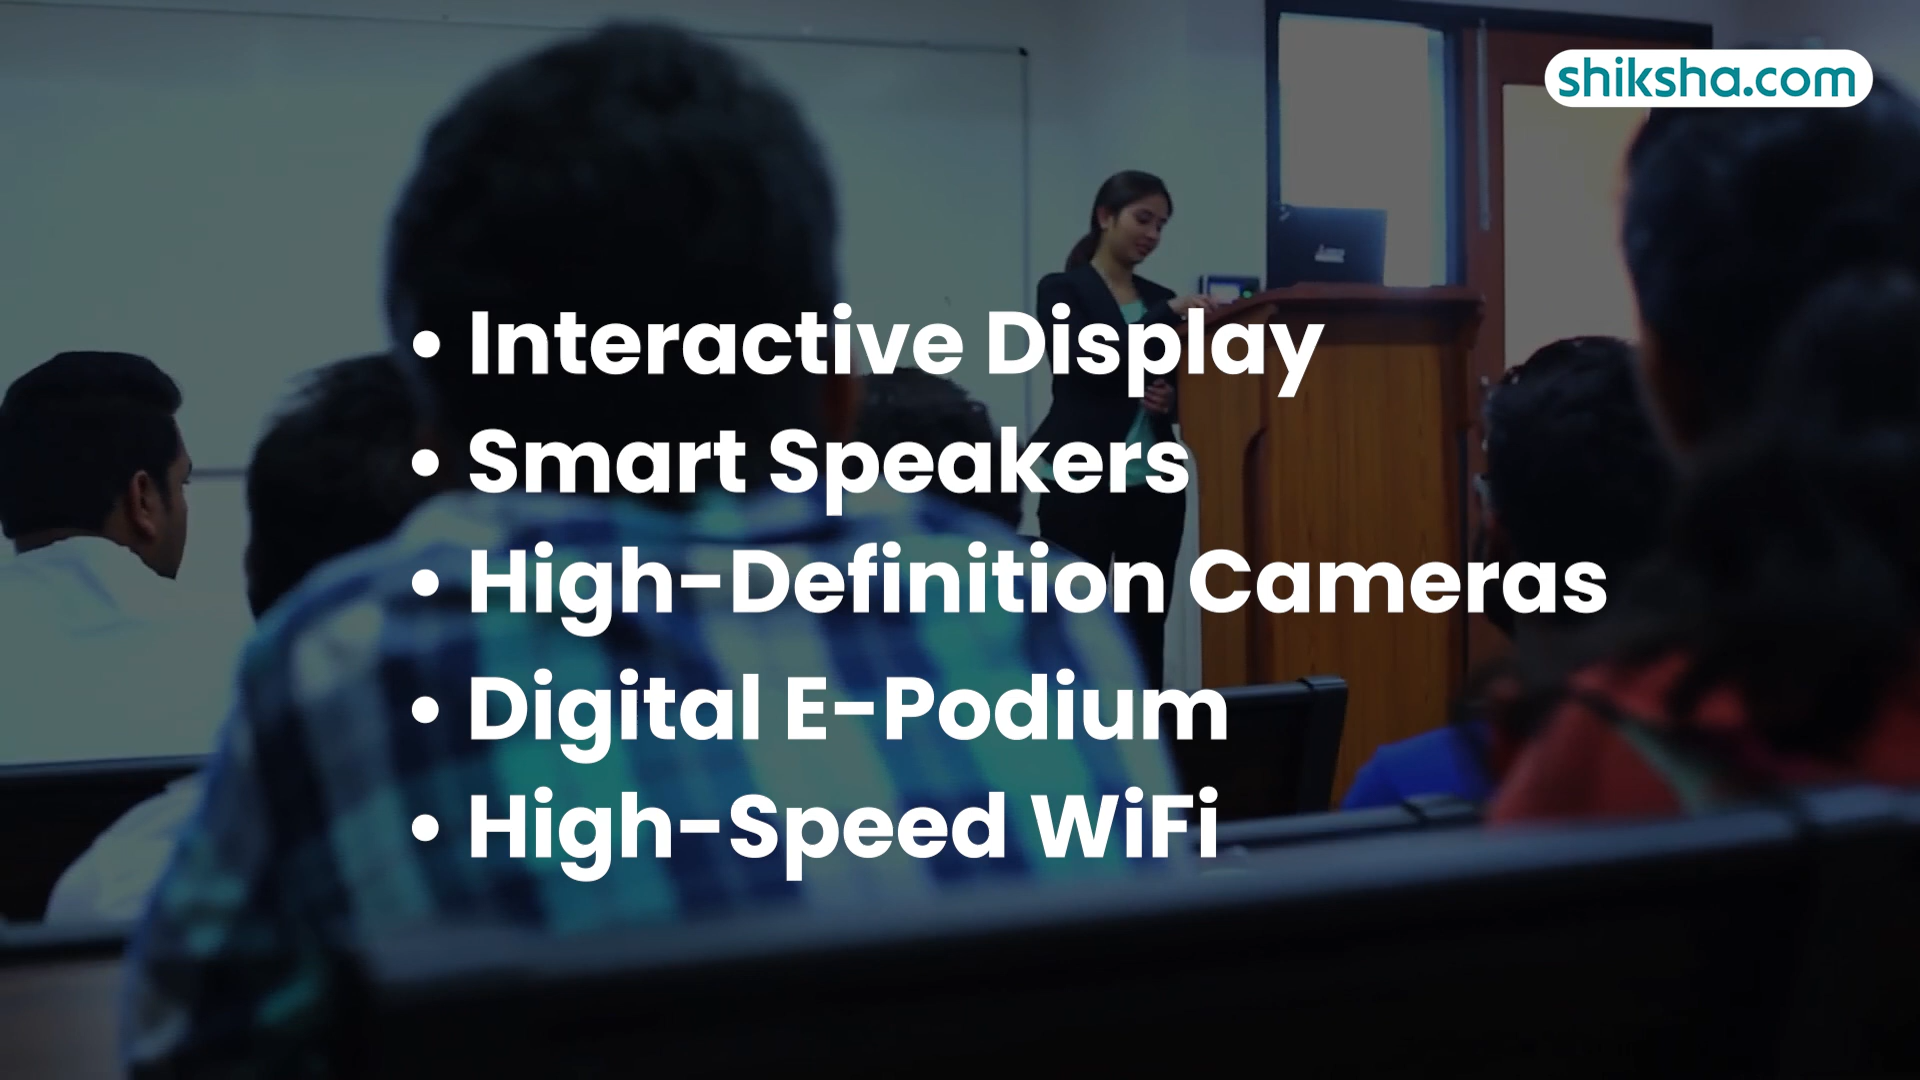 shiksha.com
• Interactive Display
• Smart Speakers
• High-Definition Cameras
• Digital E-Podium
• High-Speed WiFi